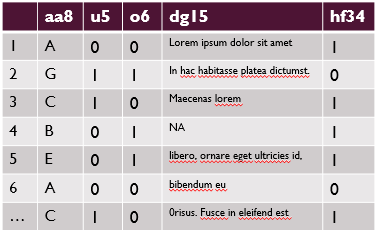 aa8 u5 o6 dg15 hf34
1 A 0 0 Lorem ipsum dolor sit amet 1
2 G 1 1 In hac habitasse platea dictumst. 0
3 C 1 0 Maecenas lorem 1
4 B 0 1 NA 1
5 E 0 1 libero, ornare eget ultricies id, 1
6 A 0 0 bibendum eu 0
... C 1 0 0risus. Fusce in eleifend est 1